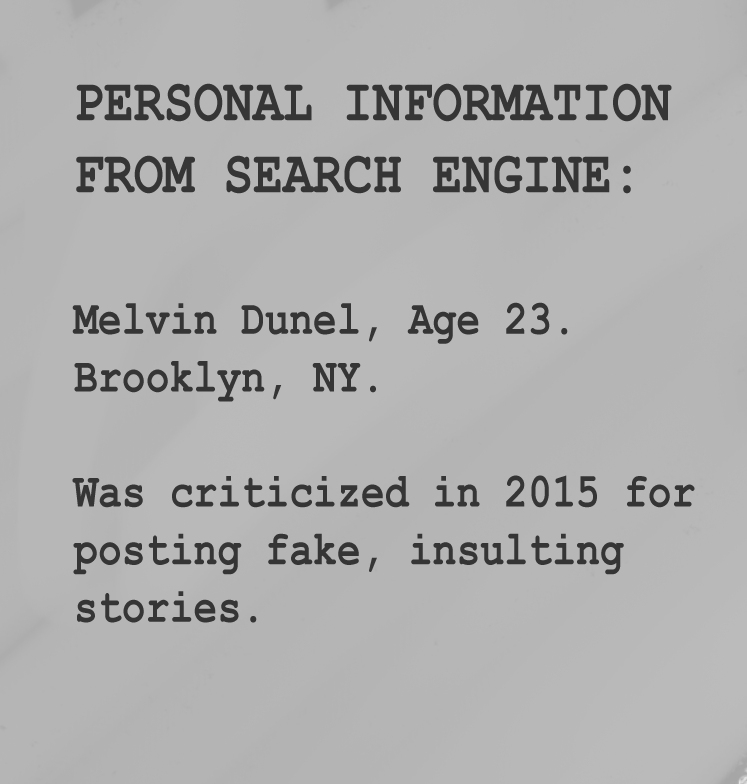 PERSONAL INFORMATION
FROM SEARCH ENGINE:
Melvin Dunel, Age 23.
Brooklyn, NY.
Was criticized in 2015 for
posting fake, insulting
stories.